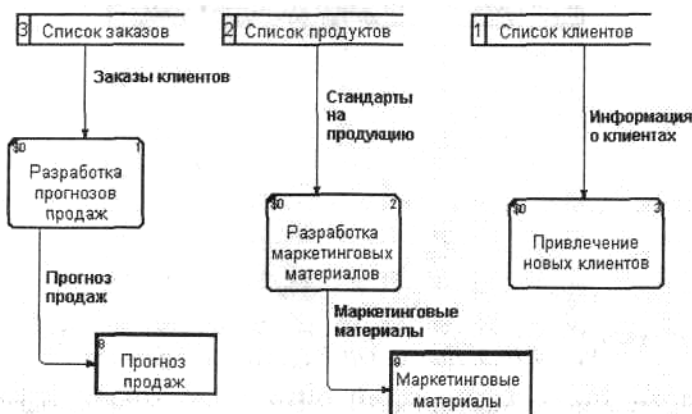 3 Список заказов
2 Список продуктов
1 Список клиентов
Заказы клиентов
Стандарты
на
продукцию
Информация
о клиентах
$0 1
Разработка
прогнозов
продаж
$0 2
Разработка
маркетинговых
материалов
$0 3
Привлечение
новых клиентов
Прогноз
продаж
Маркетинговые
материалы
8
Прогноз
продаж
9
Маркетинговые
материалы